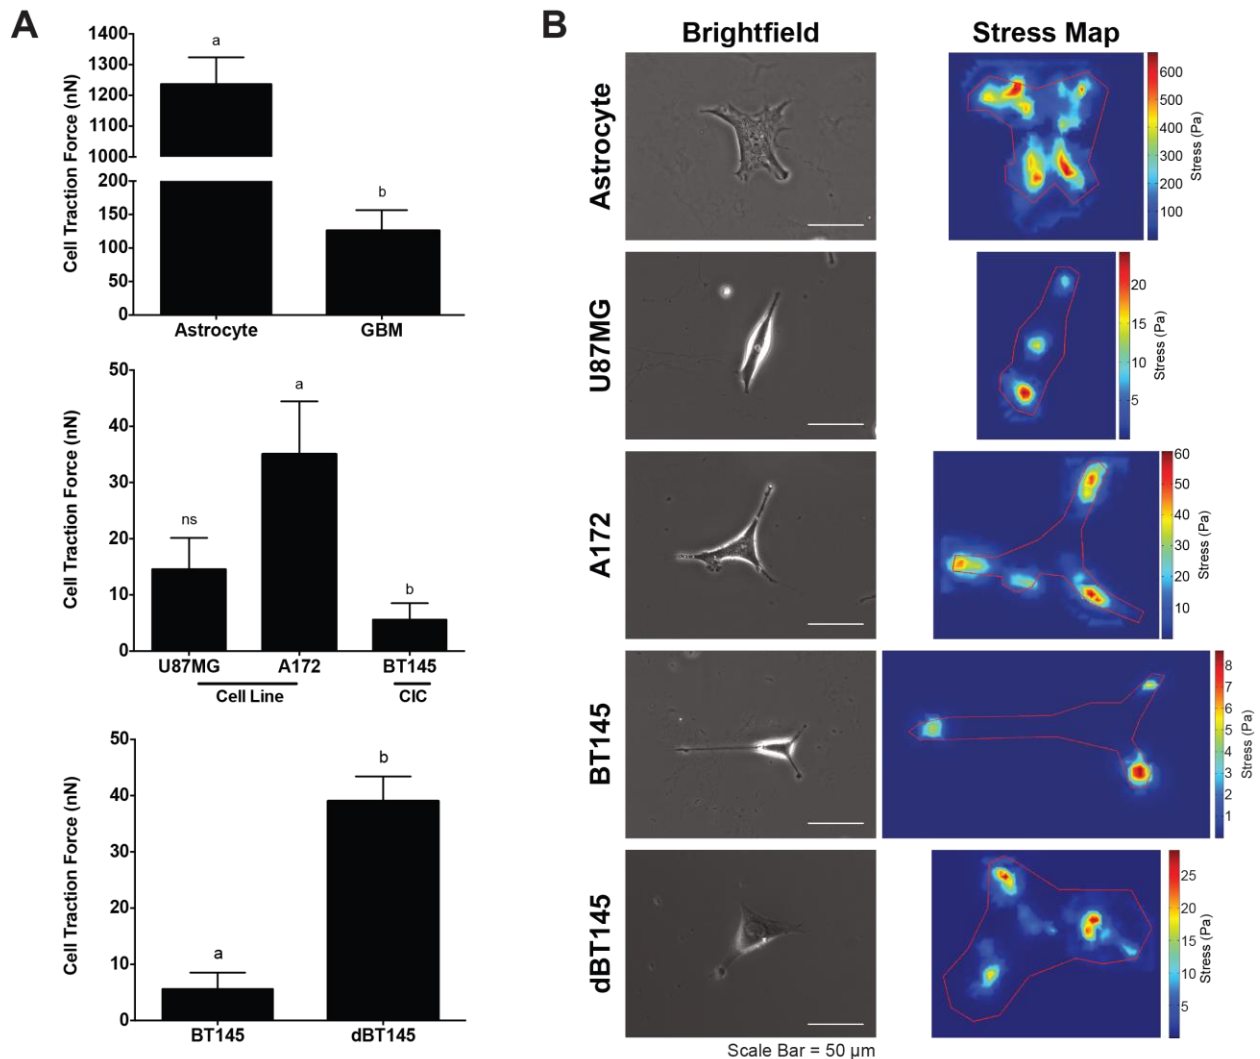 A
Cell Traction Force (nN)
1400
1300
1200
1100
1000
200
150
100
50
0
a
b
Astrocyte
GBM
Cell Traction Force (nN)
50
40
30
20
10
0
ns
a
b
U87MG
A172
BT145
Cell Line
CIC
Cell Traction Force (nN)
50
40
30
20
10
0
a
b
BT145
dBT145
B
Brightfield
Stress Map
Astrocyte
600
500
400
300
200
100
Stress (Pa)
U87MG
20
15
10
5
Stress (Pa)
A172
60
50
40
30
20
10
Stress (Pa)
BT145
8
7
6
5
4
3
2
1
Stress (Pa)
dBT145
25
20
15
10
5
Stress (Pa)
Scale Bar = 50 µm